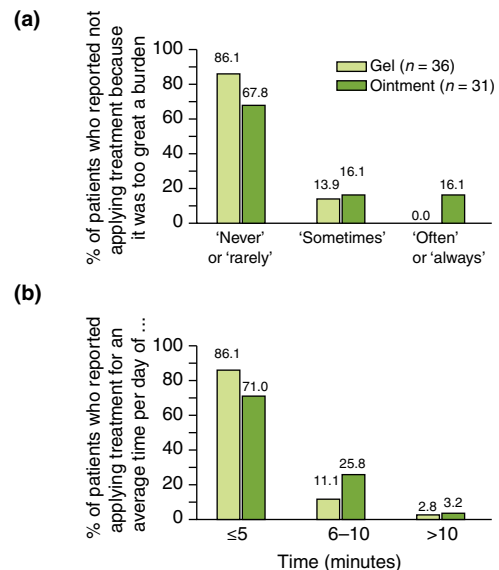 (a)
% of patients who reported not
applying treatment because
it was too great a burden
100
80
60
40
20
0
86.1
67.8
13.9
16.1
0.0
16.1
Gel (n = 36)
Ointment (n = 31)
‘Never’
or ‘rarely’
‘Sometimes’
‘Often’
or ‘always’
(b)
% of patients who reported
applying treatment for an
average time per day of ...
100
80
60
40
20
0
86.1
71.0
11.1
25.8
2.8
3.2
≤5
6–10
>10
Time (minutes)